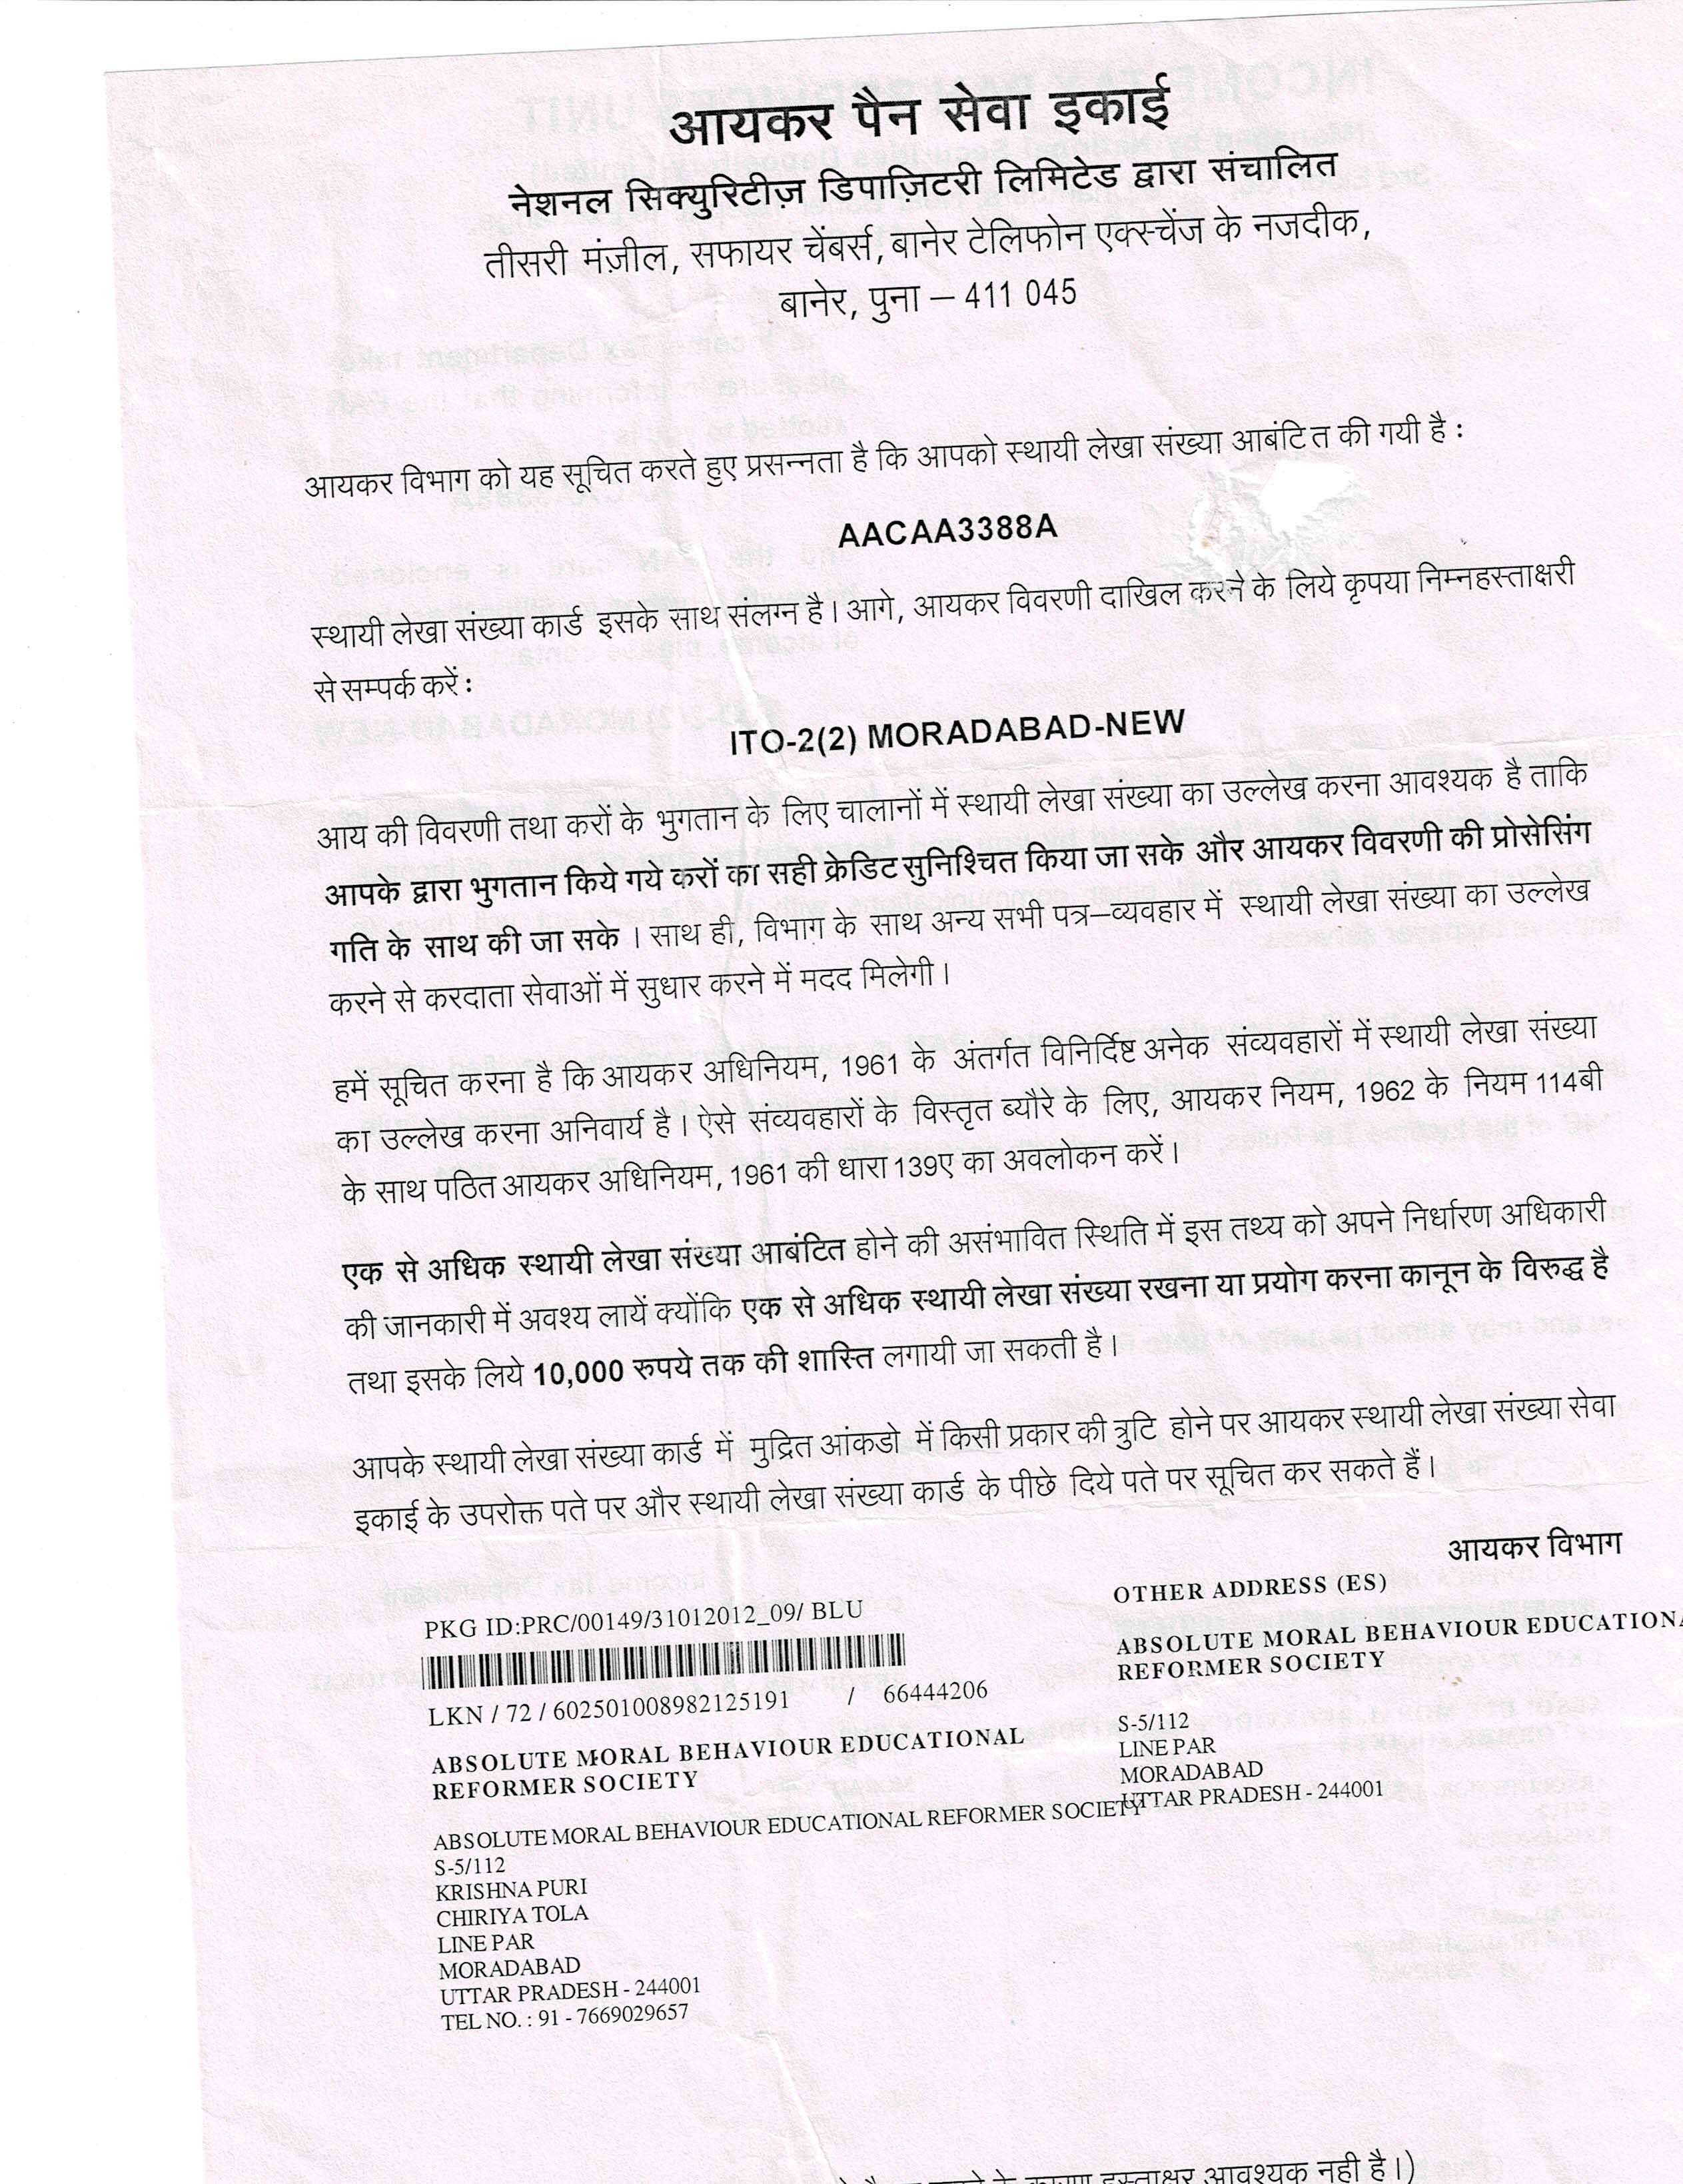 आयकर पैन सेवा इकाई
नेशनल सिक्युरिटीज़ डिपाज़िटरी लिमिटेड द्वारा संचालित
तीसरी मंज़ील, सफायर चेंबर्स, बानेर टेलिफोन एक्स्चेंज के नजदीक,
बानेर, पुना – 411 045
आयकर विभाग को यह सूचित करते हुए प्रसन्नता है कि आपको स्थायी लेखा संख्या आबंटित की गयी है :
AACAA3388A
स्थायी लेखा संख्या कार्ड इसके साथ संलग्न है। आगे, आयकर विवरणी दाखिल करने के लिये कृपया निम्नहस्ताक्षरी
से सम्पर्क करें :
ITO-2(2) MORADABAD-NEW
आय की विवरणी तथा करों के भुगतान के लिए चालानों में स्थायी लेखा संख्या का उल्लेख करना आवश्यक है ताकि
आपके द्वारा भुगतान किये गये करों का सही क्रेडिट सुनिश्चित किया जा सके और आयकर विवरणी की प्रोसेसिंग
गति के साथ की जा सके । साथ ही, विभाग के साथ अन्य सभी पत्र–व्यवहार में स्थायी लेखा संख्या का उल्लेख
करने से करदाता सेवाओं में सुधार करने में मदद मिलेगी ।
हमें सूचित करना है कि आयकर अधिनियम, 1961 के अंतर्गत विनिर्दिष्ट अनेक संव्यवहारों में स्थायी लेखा संख्या
का उल्लेख करना अनिवार्य है । ऐसे संव्यवहारों के विस्तृत ब्यौरे के लिए, आयकर नियम, 1962 के नियम 114बी
के साथ पठित आयकर अधिनियम, 1961 की धारा 139ए का अवलोकन करें ।
एक से अधिक स्थायी लेखा संख्या आबंटित होने की असंभावित स्थिति में इस तथ्य को अपने निर्धारण अधिकारी
की जानकारी में अवश्य लायें क्योंकि एक से अधिक स्थायी लेखा संख्या रखना या प्रयोग करना कानून के विरुद्ध है
तथा इसके लिये 10,000 रुपये तक की शास्ति लगायी जा सकती है ।
आपके स्थायी लेखा संख्या कार्ड में मुद्रित आंकडो में किसी प्रकार की त्रुटि होने पर आयकर स्थायी लेखा संख्या सेवा
इकाई के उपरोक्त पते पर और स्थायी लेखा संख्या कार्ड के पीछे दिये पते पर सूचित कर सकते हैं ।
आयकर विभाग
PKG ID:PRC/00149/31012012_09/ BLU
LKN / 72 / 602501008982125191 / 66444206
ABSOLUTE MORAL BEHAVIOUR EDUCATIONAL
REFORMER SOCIETY
ABSOLUTE MORAL BEHAVIOUR EDUCATIONAL REFORMER SOCIETY
S-5/112
KRISHNA PURI
CHIRIYA TOLA
LINE PAR
MORADABAD
UTTAR PRADESH - 244001
TEL NO. : 91 - 7669029657
OTHER ADDRESS (ES)
ABSOLUTE MORAL BEHAVIOUR EDUCATIONA
REFORMER SOCIETY
S-5/112
LINE PAR
MORADABAD
UTTAR PRADESH - 244001
के कारण हस्ताक्षर आवश्यक नही है।)